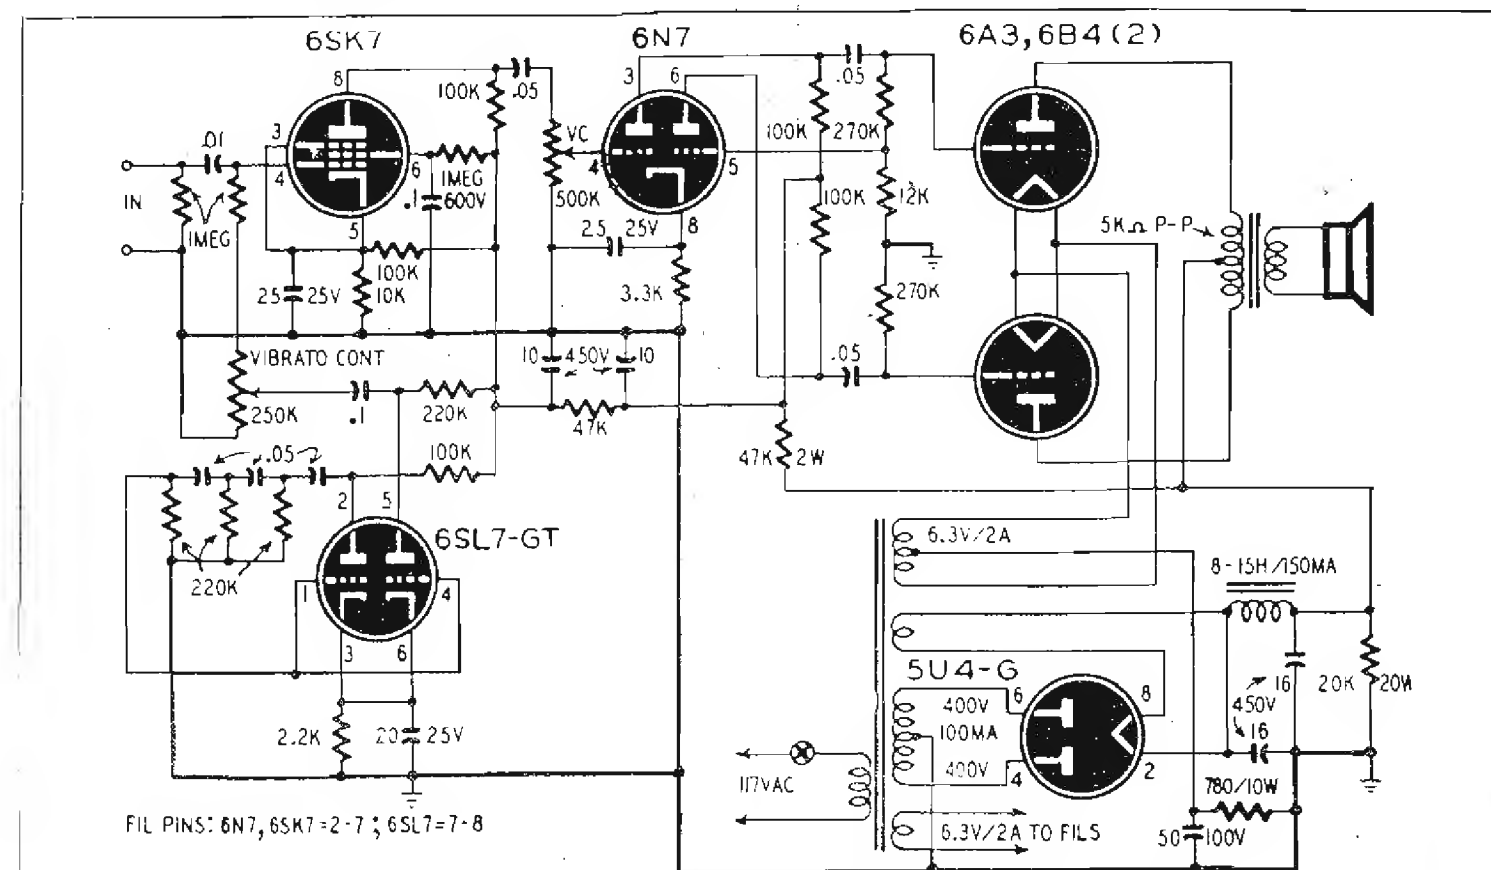 6SK7
6N7
6A3, 6B4 (2)
8
100K
.05
3
6
.05
.01
3
4
6
1MEG
600V
.1
VC
4
5
500K
100K
270K
100K
12K
IN
1MEG
5
25 25V
8
5KΩ P-P
100K
10K
25 25V
3.3K
270K
VIBRATO CONT
10 450V 10
.05
250K
.1
220K
47K
.05
100K
47K 2W
2
5
6SL7-GT
220K
1
4
6.3V/2A
8-15H/150MA
3
6
5U4-G
400V
100MA
400V
6
4
8
2
16
450V
16
20K 20W
2.2K
20 25V
117VAC
780/10W
50 100V
6.3V/2A TO FILS
FIL PINS: 6N7, 6SK7=2-7; 6SL7=7-8